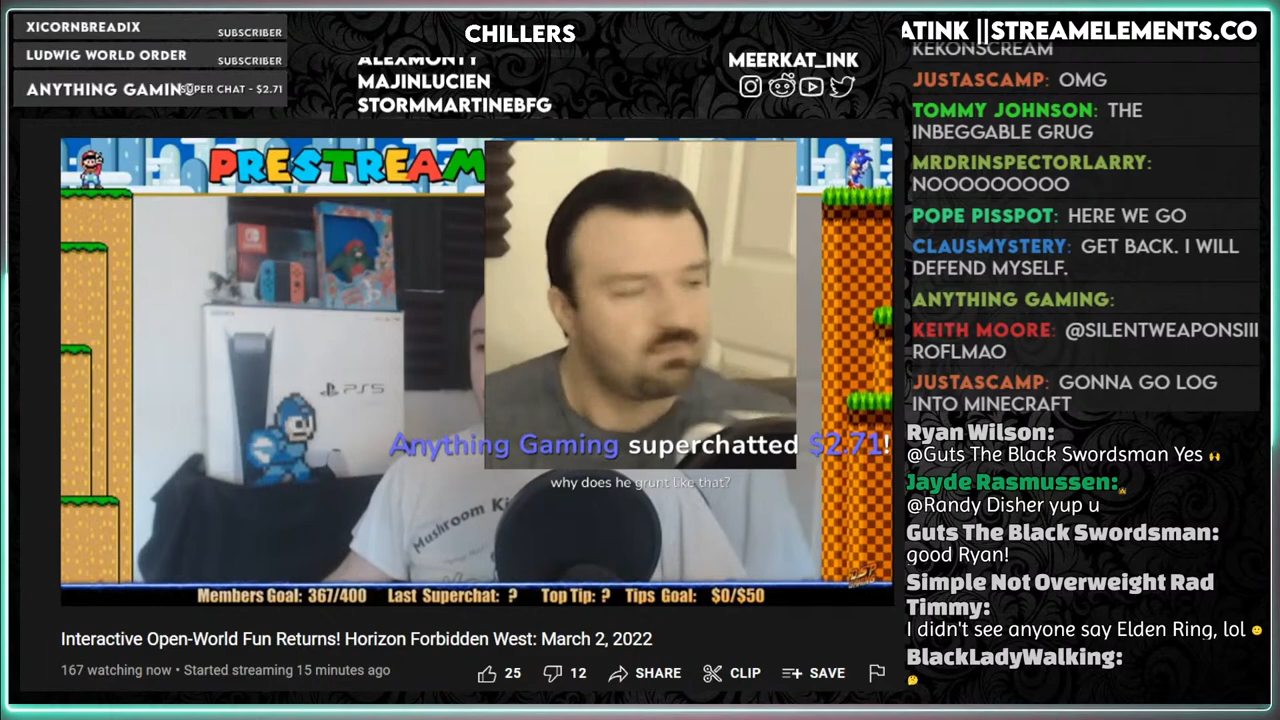 XICORNBREADIX
SUBSCRIBER
LUDWIG WORLD ORDER
SUBSCRIBER
ANYTHING GAMING
SUPER CHAT - $2.71
CHILLERS
ALEXMONTY
MAJINLUCIEN
STORMMARTINEBFG
MEERKAT_INK
ATINK ||STREAMELEMENTS.CO
KEKONSCREAM
JUSTASCAMP: OMG
TOMMY JOHNSON: THE
INBEGGABLE GRUG
MRDRINSPECTORLARRY:
NOOOOOOOOO
POPE PISSPOT: HERE WE GO
CLAUSMYSTERY: GET BACK. I WILL
DEFEND MYSELF.
ANYTHING GAMING:
KEITH MOORE: @SILENTWEAPONSIII
ROFLMAO
JUSTASCAMP: GONNA GO LOG
INTO MINECRAFT
Ryan Wilson:
@Guts The Black Swordsman Yes
Jayde Rasmussen:
@Randy Disher yup u
Guts The Black Swordsman:
good Ryan!
Simple Not Overweight Rad
Timmy:
I didn't see anyone say Elden Ring, lol
BlackLadyWalking:
PRESTREAM
PS5
Anything Gaming superchatted $2.71!
why does he grunt like that?
Mushroom
Members Goal: 367/400 Last Superchat: ? Top Tip: ? Tips Goal: $0/$50
Interactive Open-World Fun Returns! Horizon Forbidden West: March 2, 2022
167 watching now • Started streaming 15 minutes ago
25
12
SHARE
CLIP
SAVE